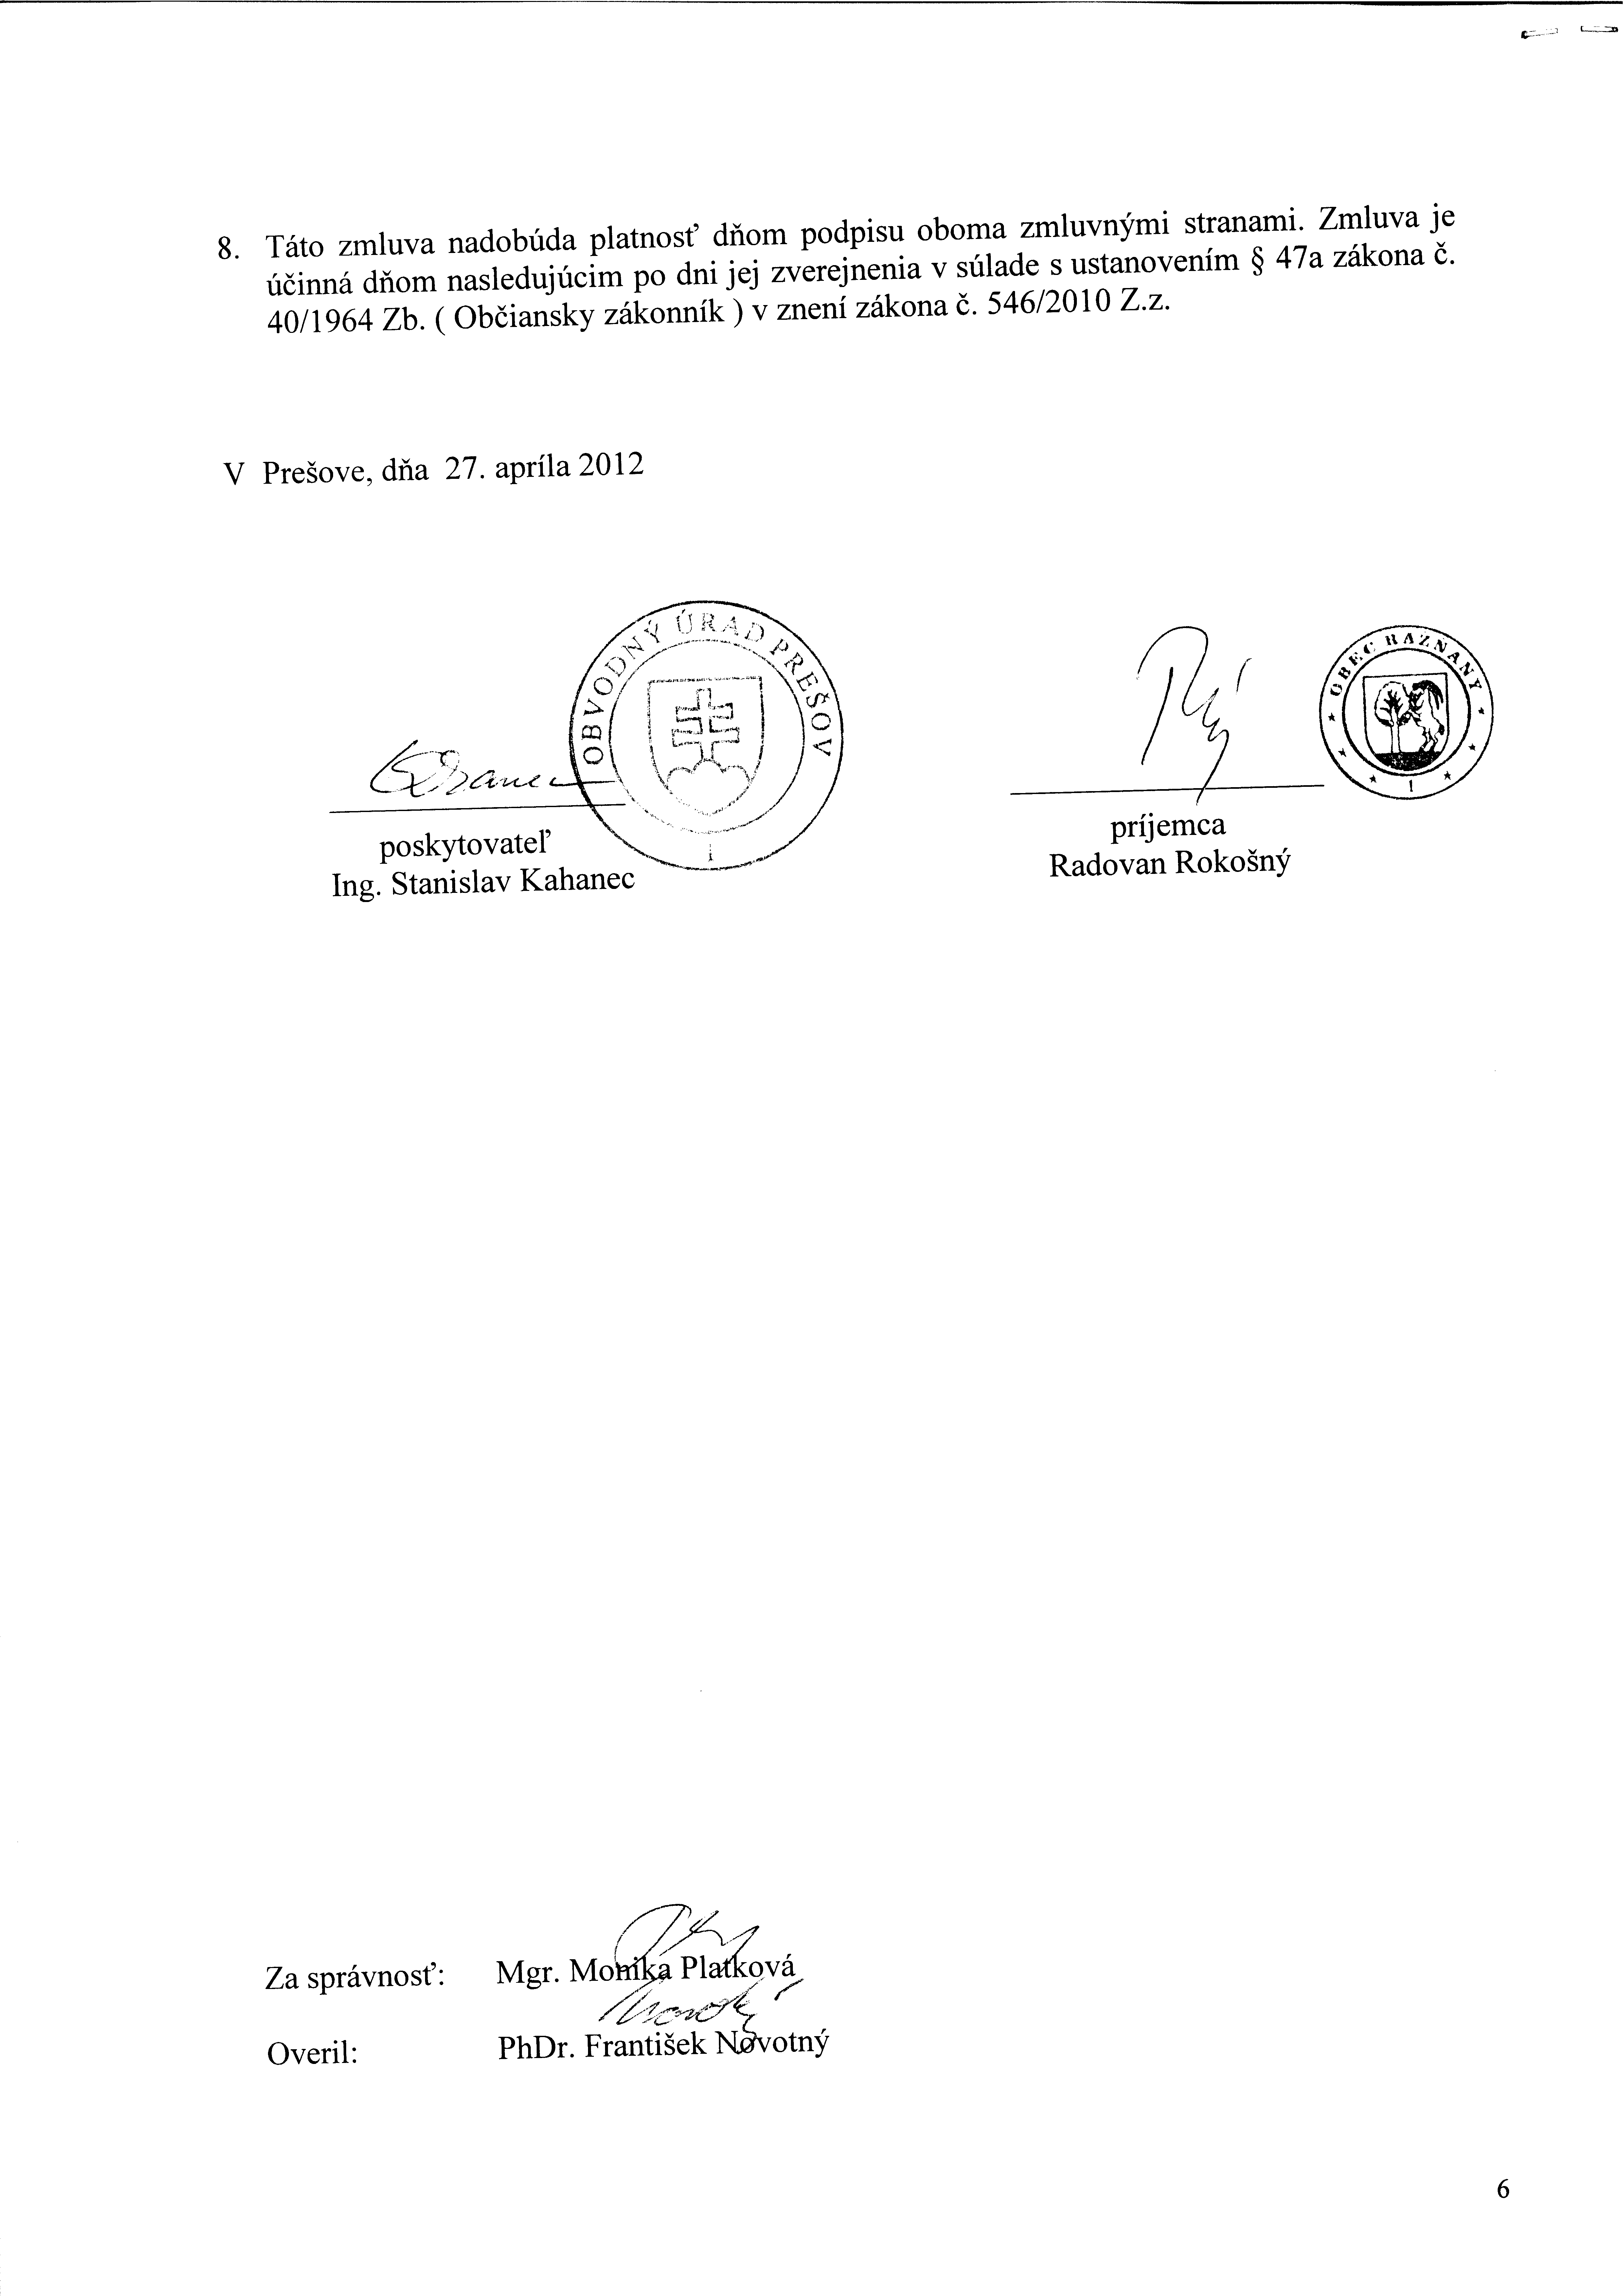 8. Táto zmluva nadobúda platnosť dňom podpisu oboma zmluvnými stranami. Zmluva je
účinná dňom nasledujúcim po dni jej zverejnenia v súlade s ustanovením § 47a zákona č.
40/1964 Zb. ( Občiansky zákonník ) v znení zákona č. 546/2010 Z.z.
V Prešove, dňa 27. apríla 2012
OBVODNÝ ÚRAD PREŠOV
1
OBEC RAŽŇANY
1
poskytovateľ
Ing. Stanislav Kahanec
príjemca
Radovan Rokošný
Za správnosť: Mgr. Monika Platková
Overil: PhDr. František Novotný
6